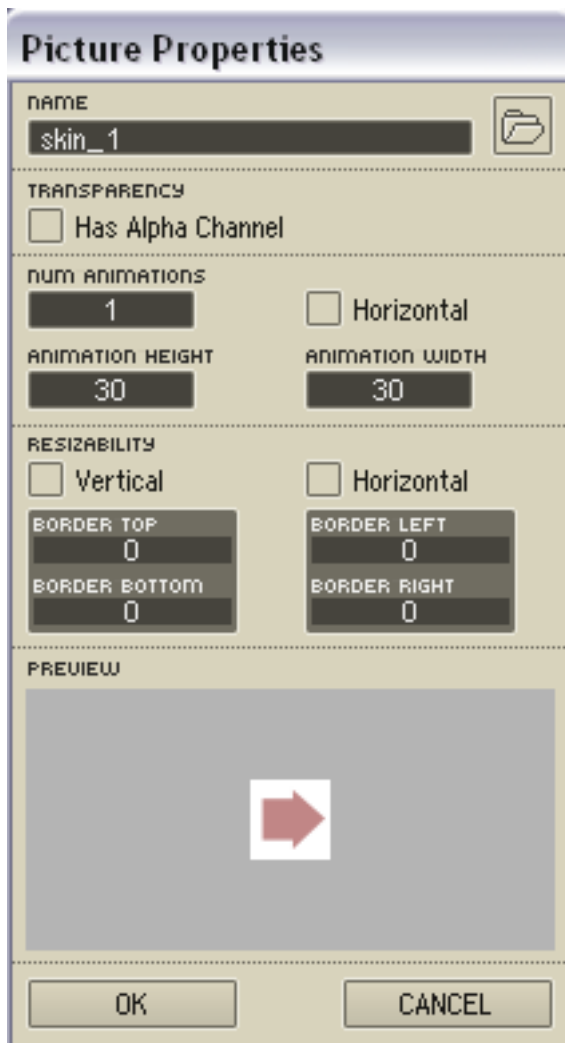 Picture Properties
NAME
skin_1
TRANSPARENCY
Has Alpha Channel
NUM ANIMATIONS
1 Horizontal
ANIMATION HEIGHT ANIMATION WIDTH
30 30
RESIZABILITY
Vertical Horizontal
BORDER TOP BORDER LEFT
0 0
BORDER BOTTOM BORDER RIGHT
0 0
PREVIEW
OK CANCEL